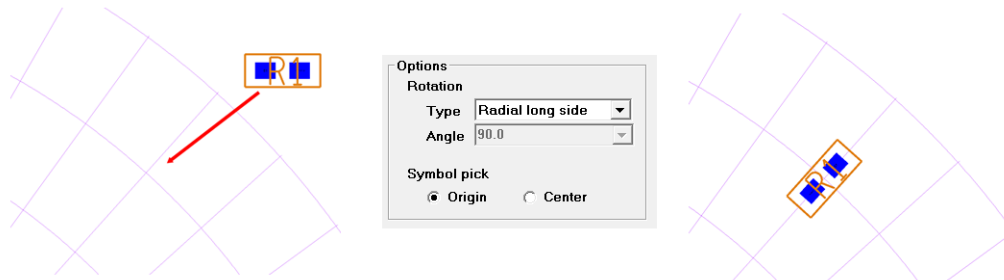 R1
Options
Rotation
Type Radial long side
Angle 90.0
Symbol pick
Origin Center
R1